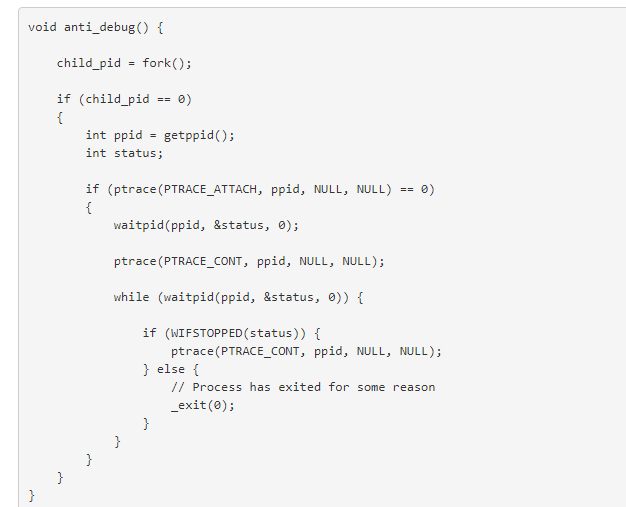 void anti_debug() {
child_pid = fork();
if (child_pid == 0)
{
int ppid = getppid();
int status;
if (ptrace(PTRACE_ATTACH, ppid, NULL, NULL) == 0)
{
waitpid(ppid, &status, 0);
ptrace(PTRACE_CONT, ppid, NULL, NULL);
while (waitpid(ppid, &status, 0)) {
if (WIFSTOPPED(status)) {
ptrace(PTRACE_CONT, ppid, NULL, NULL);
} else {
// Process has exited for some reason
_exit(0);
}
}
}
}
}